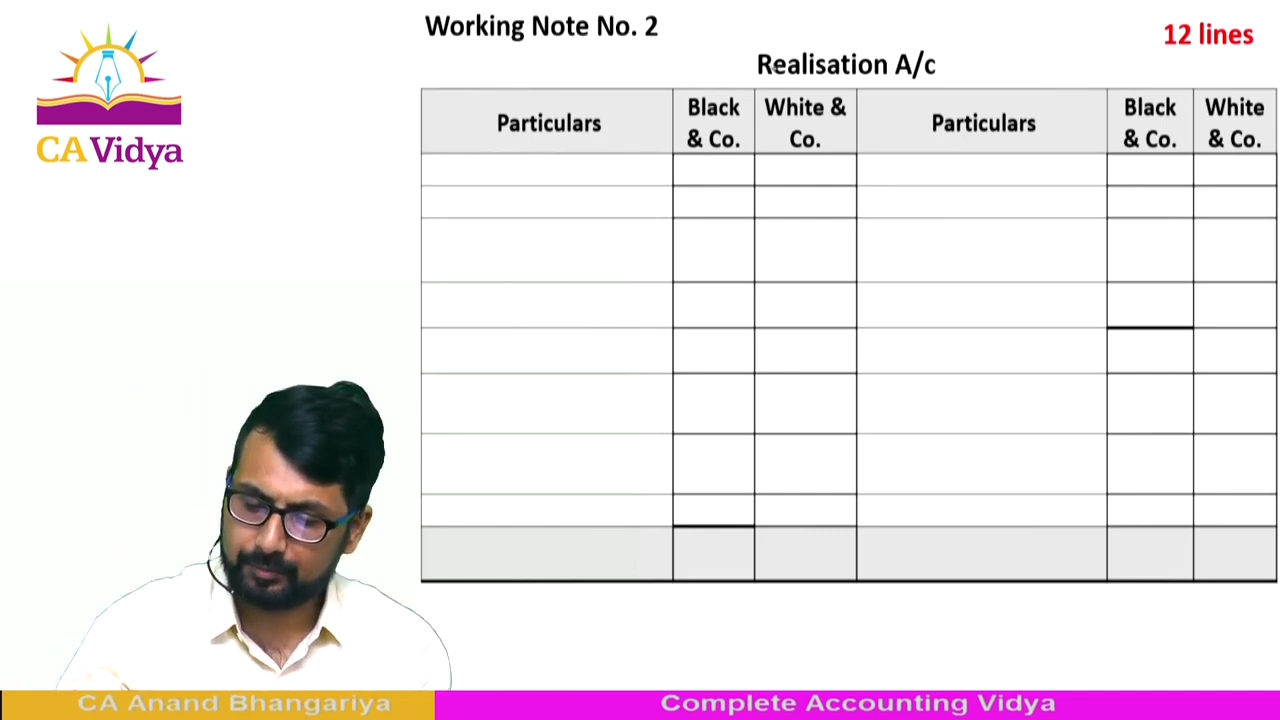 Working Note No. 2
12 lines
Realisation A/c
CA Vidya
Particulars
Black
& Co.
White &
Co.
Particulars
Black
& Co.
White
& Co.
CA Anand Bhangariya
Complete Accounting Vidya